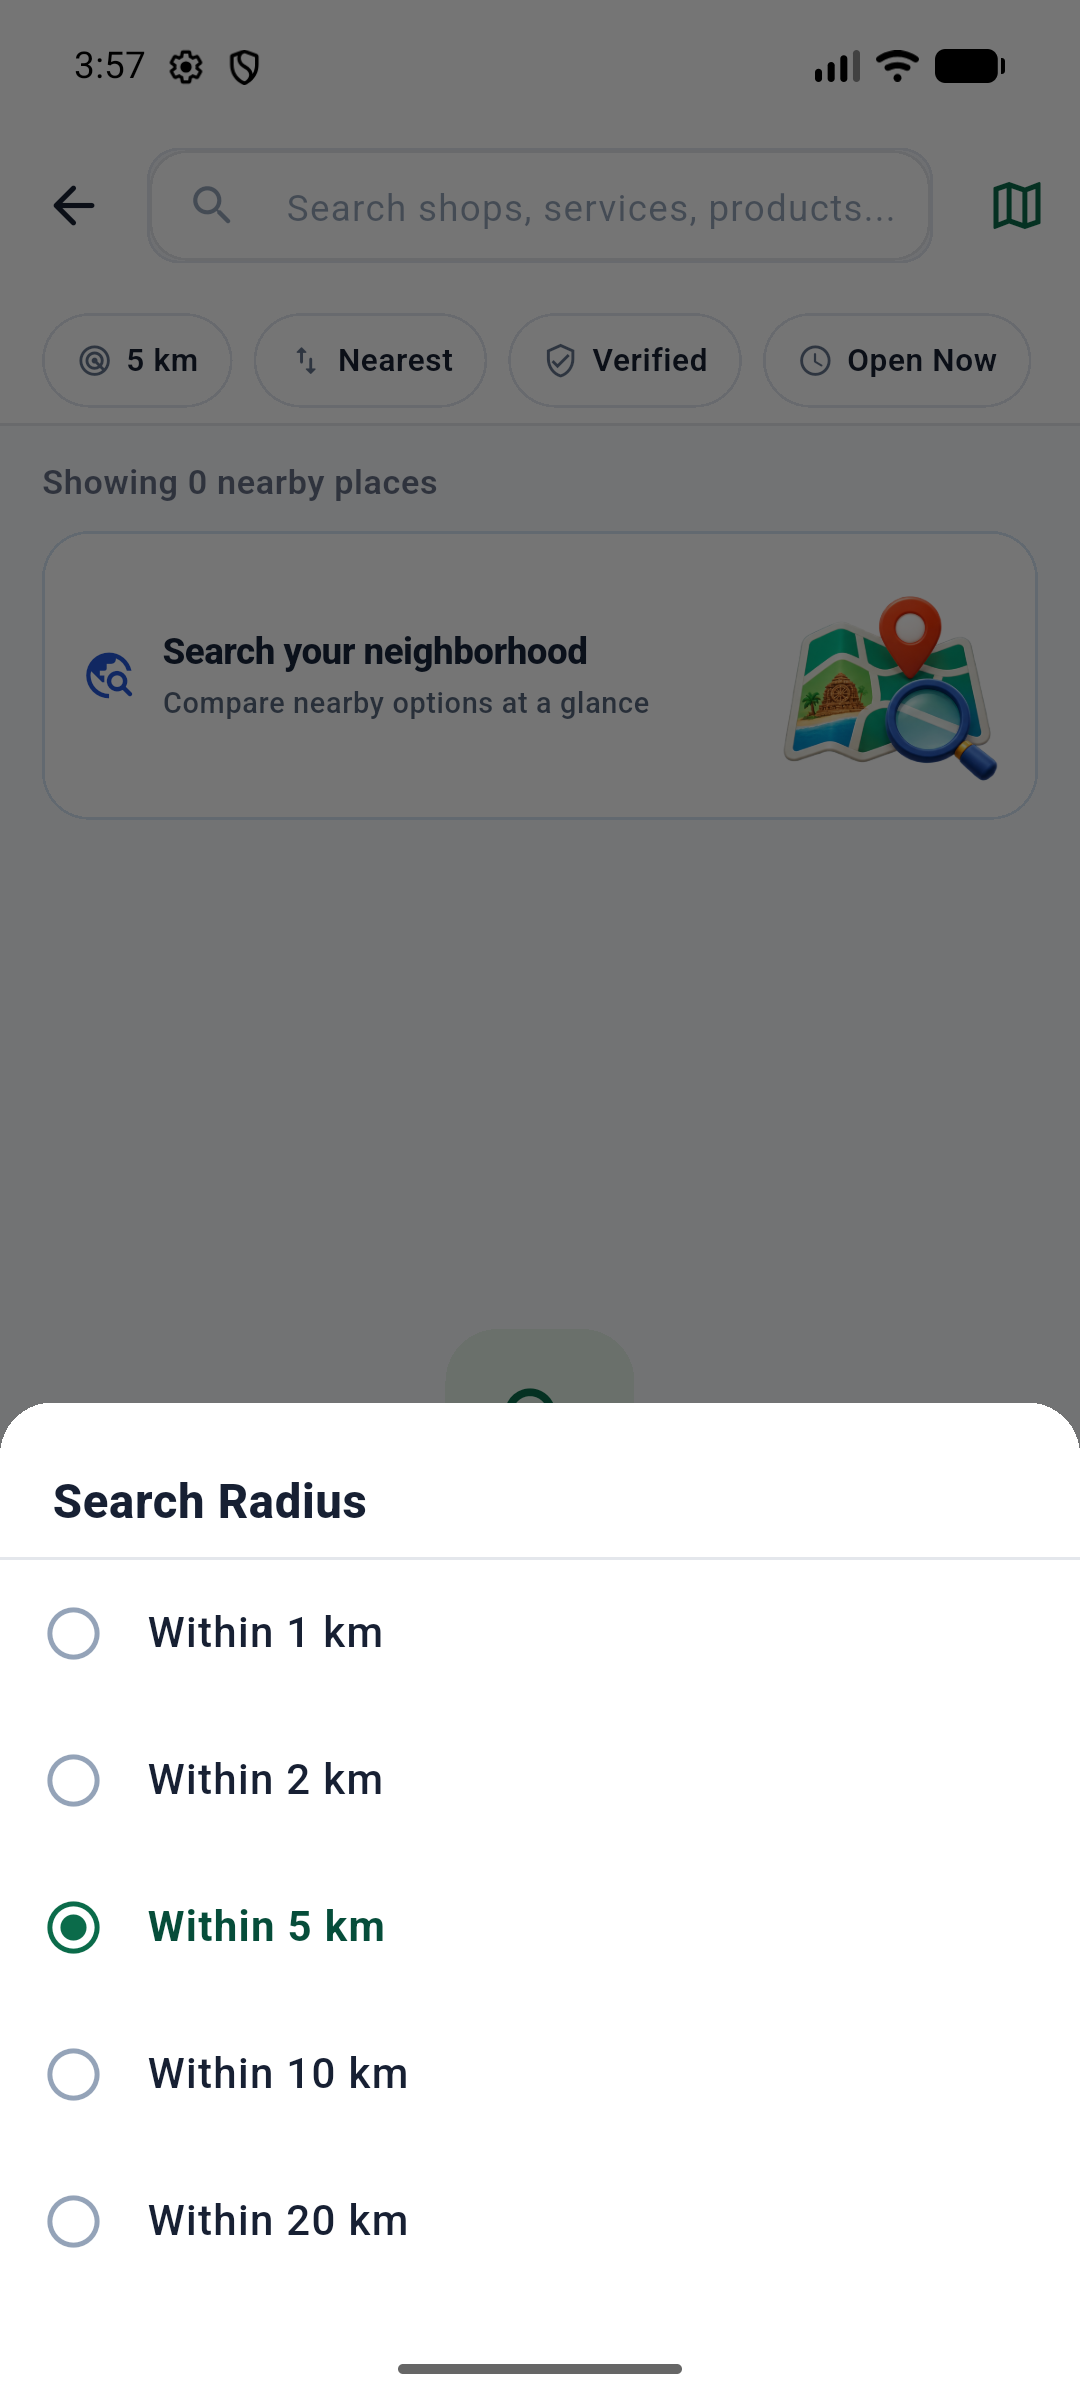 3:57
Search shops, services, products...
5 km
Nearest
Verified
Open Now
Showing 0 nearby places
Search your neighborhood
Compare nearby options at a glance
Search Radius
Within 1 km
Within 2 km
Within 5 km
Within 10 km
Within 20 km